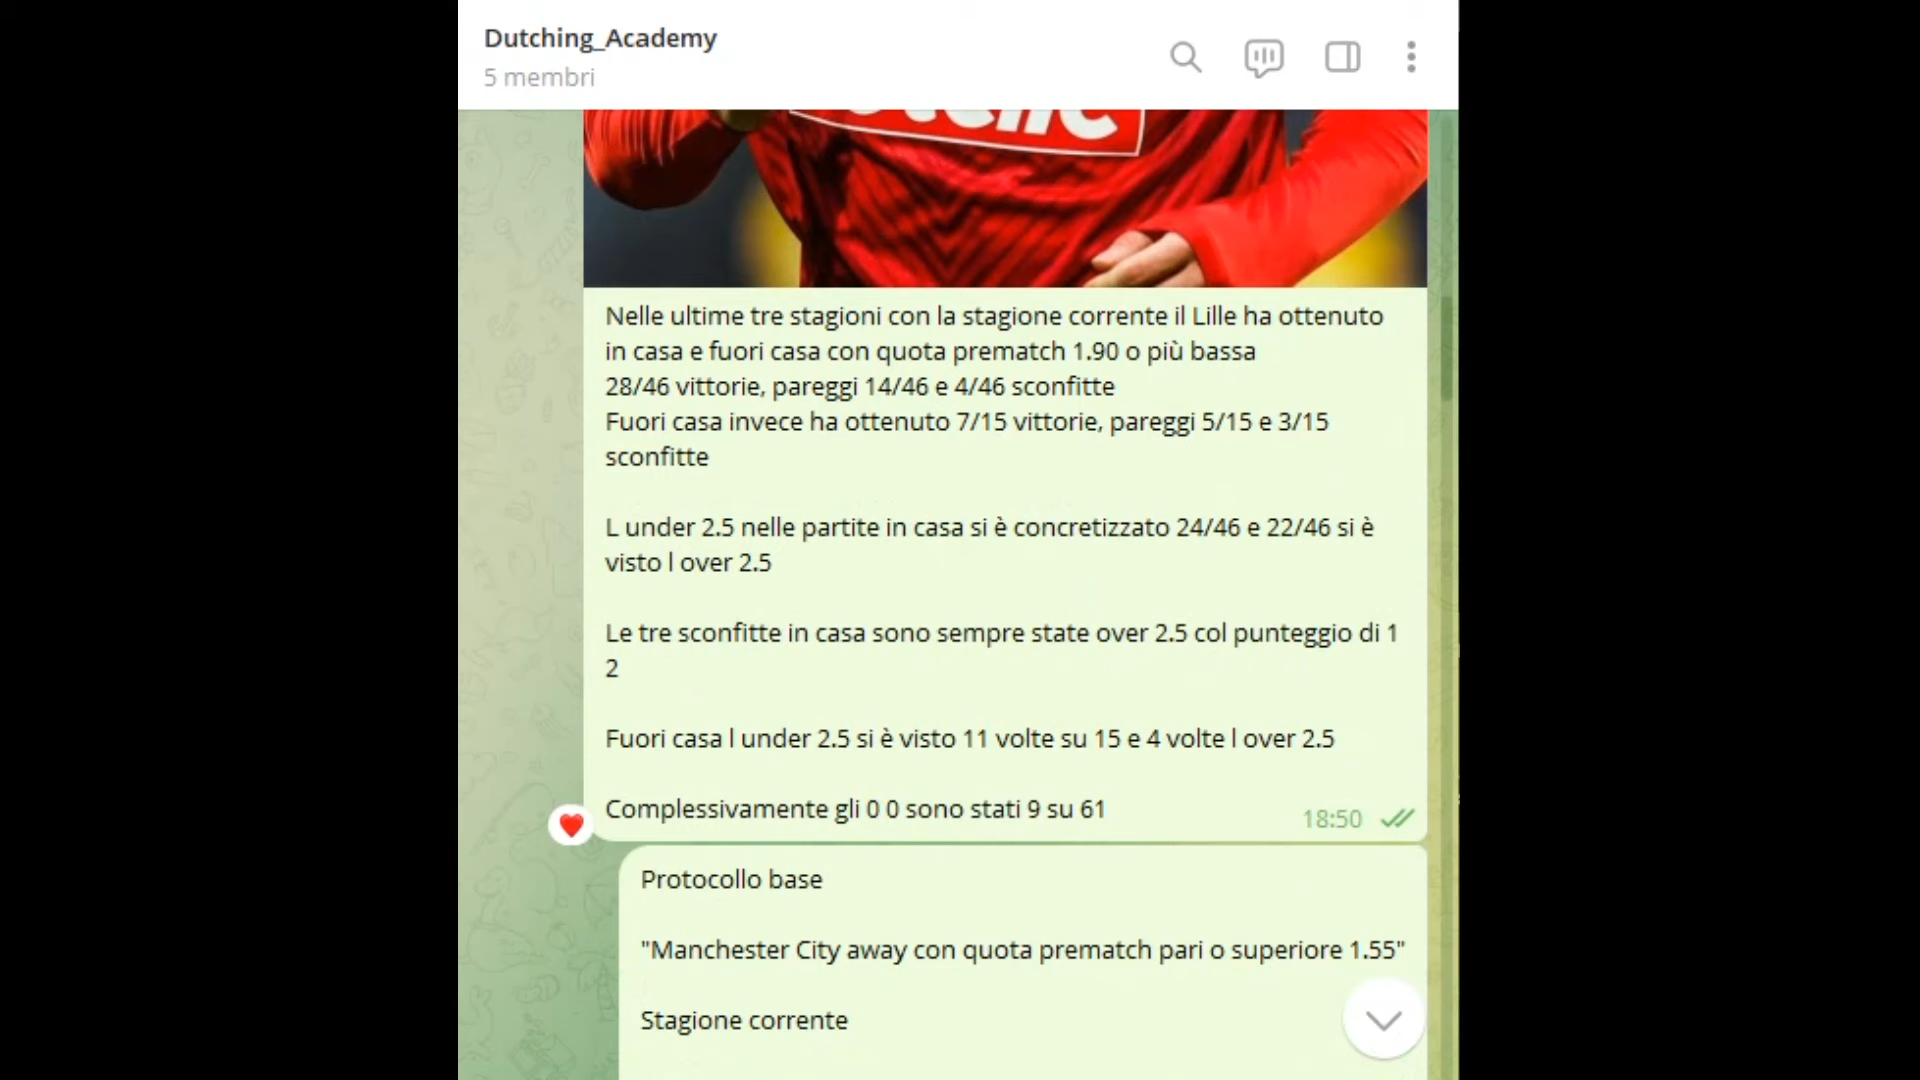 Dutching_Academy
5 membri
Nelle ultime tre stagioni con la stagione corrente il Lille ha ottenuto
in casa e fuori casa con quota prematch 1.90 o più bassa
28/46 vittorie, pareggi 14/46 e 4/46 sconfitte
Fuori casa invece ha ottenuto 7/15 vittorie, pareggi 5/15 e 3/15
sconfitte
L under 2.5 nelle partite in casa si è concretizzato 24/46 e 22/46 si è
visto l over 2.5
Le tre sconfitte in casa sono sempre state over 2.5 col punteggio di 1
2
Fuori casa l under 2.5 si è visto 11 volte su 15 e 4 volte l over 2.5
Complessivamente gli 0 0 sono stati 9 su 61
18:50
Protocollo base
"Manchester City away con quota prematch pari o superiore 1.55"
Stagione corrente